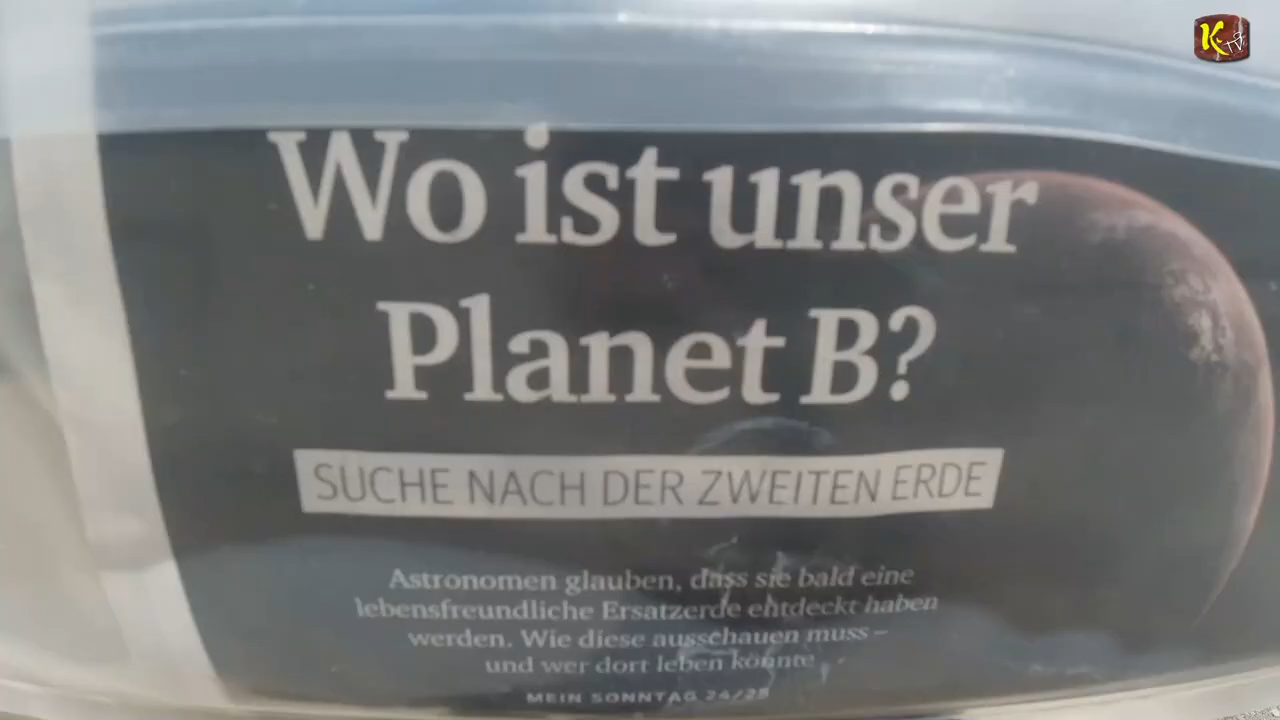 Wo ist unser
Planet B?
SUCHE NACH DER ZWEITEN ERDE
Astronomen glauben, dass sie bald eine
lebensfreundliche Ersatzerde entdeckt haben
werden. Wie diese ausschauen muss –
und wer dort leben könnte
MEIN SONNTAG 24/25